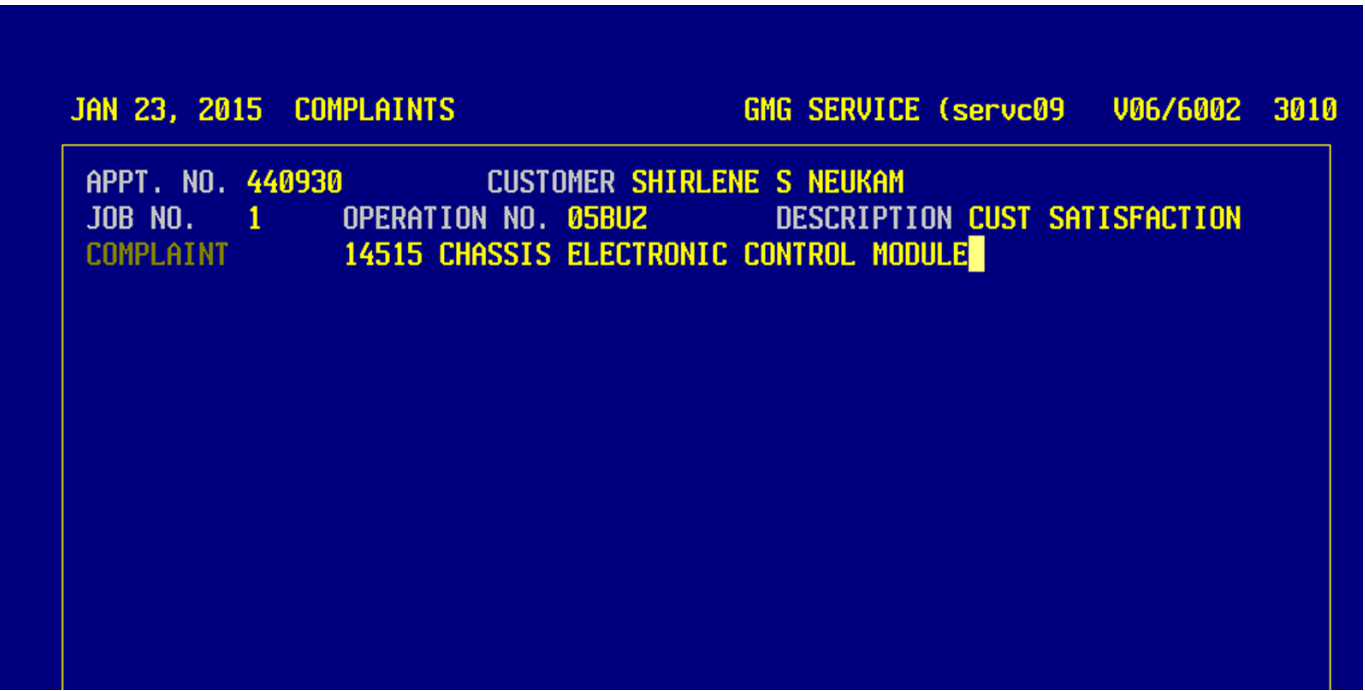 JAN 23, 2015 COMPLAINTS GMG SERVICE (servc09 V06/6002 3010
APPT. NO. 440930 CUSTOMER SHIRLENE S NEUKAM
JOB NO. 1 OPERATION NO. 05BUZ DESCRIPTION CUST SATISFACTION
COMPLAINT 14515 CHASSIS ELECTRONIC CONTROL MODULE